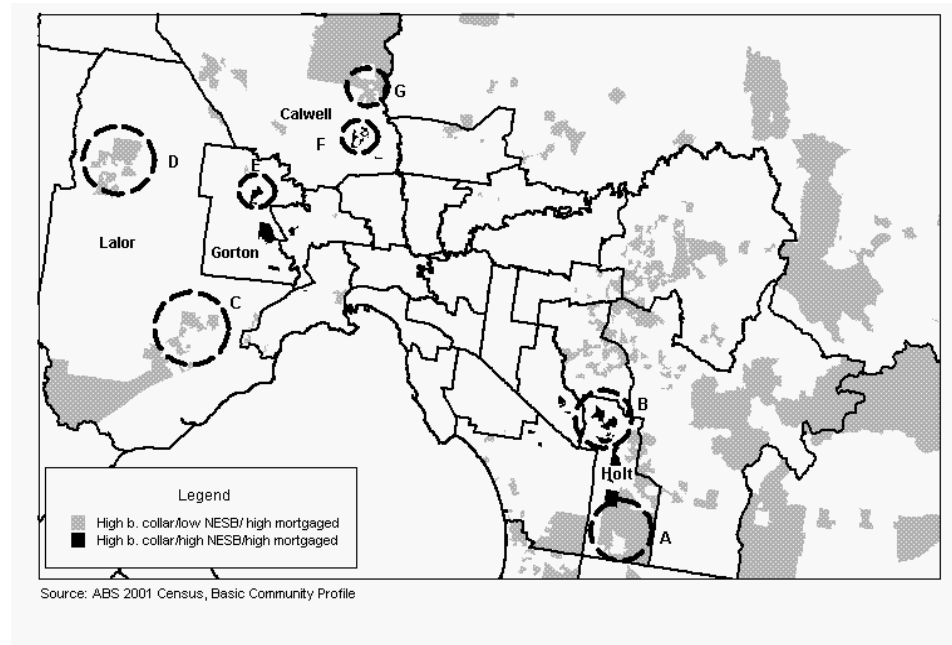 G
Calwell
F
D
E
Lalor
Gorton
C
B
Holt
A
Legend
High b. collar/low NESB/ high mortgaged
High b. collar/high NESB/high mortgaged
Source: ABS 2001 Census, Basic Community Profile